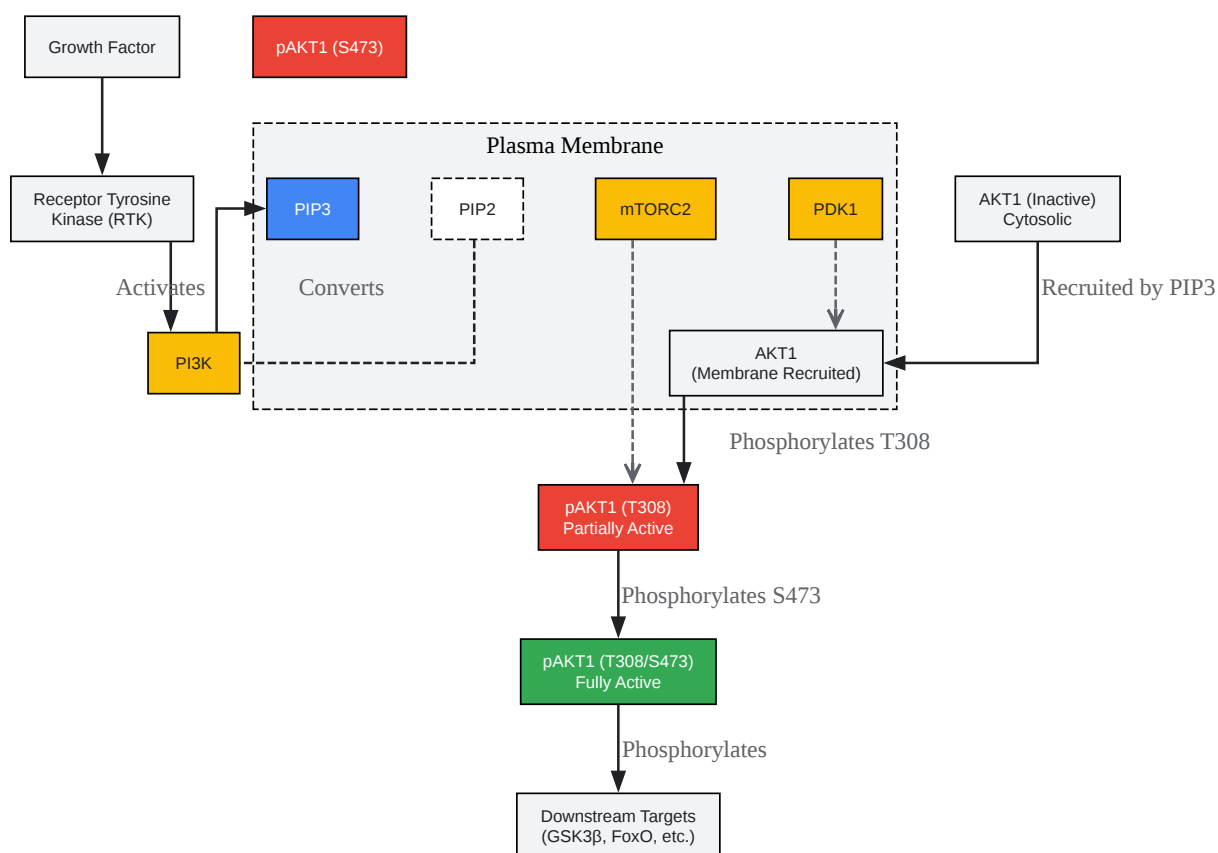 Growth Factor
pAKT1 (S473)
Plasma Membrane
Receptor Tyrosine
Kinase (RTK)
PIP3
PIP2
mTORC2
PDK1
AKT1 (Inactive)
Cytosolic
Activates
Converts
Recruited by PIP3
PI3K
AKT1
(Membrane Recruited)
Phosphorylates T308
pAKT1 (T308)
Partially Active
Phosphorylates S473
pAKT1 (T308/S473)
Fully Active
Phosphorylates
Downstream Targets
(GSK3β, FoxO, etc.)